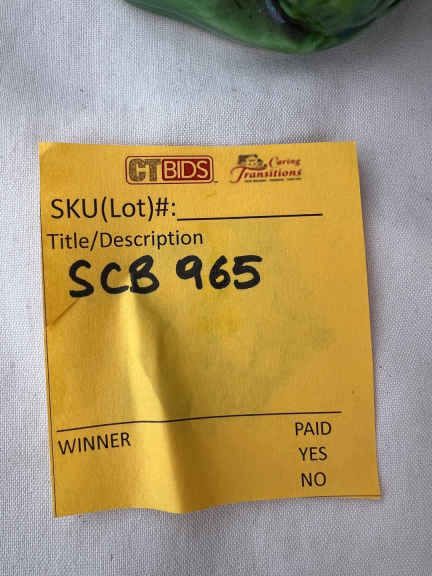 CTBIDS
Caring
Transitions
SKU(Lot)#:
Title/Description
SCB 965
WINNER
PAID
YES
NO